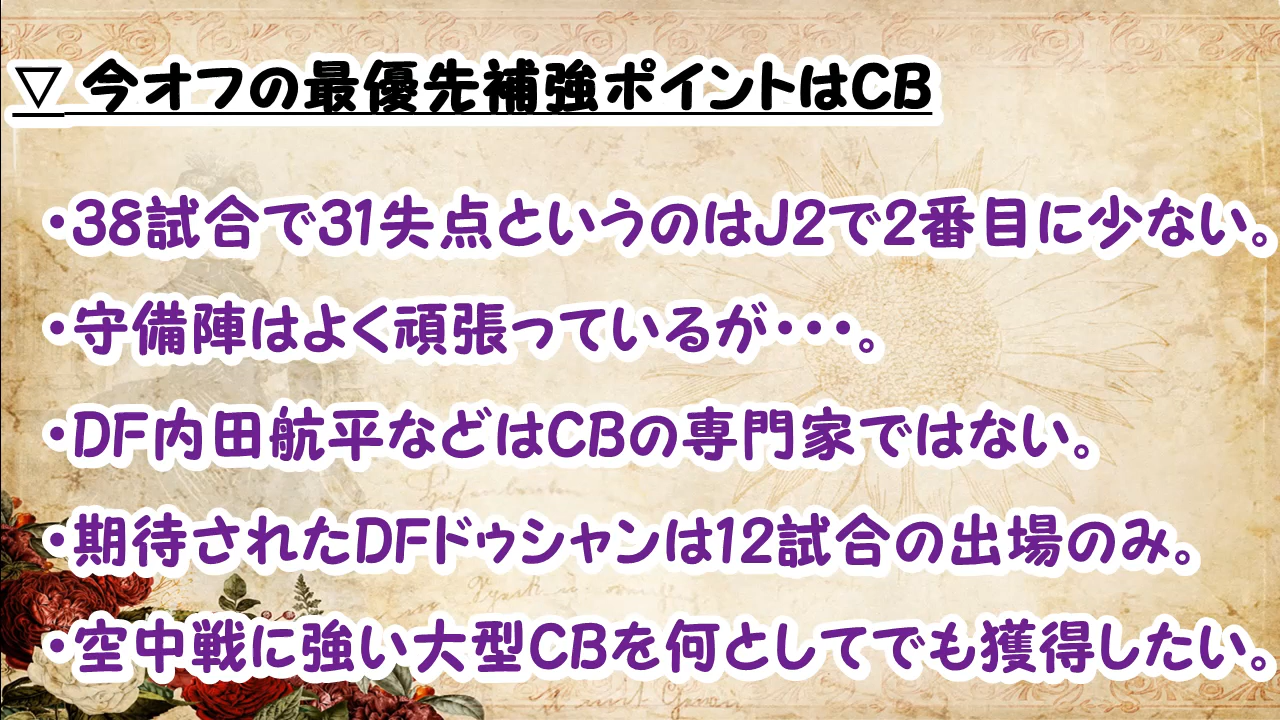 ▽ 今オフの最優先補強ポイントはCB
・38試合で31失点というのはJ2で2番目に少ない。
・守備陣はよく頑張っているが・・・。
・DF内田航平などはCBの専門家ではない。
・期待されたDFドゥシャンは12試合の出場のみ。
・空中戦に強い大型CBを何としてでも獲得したい。